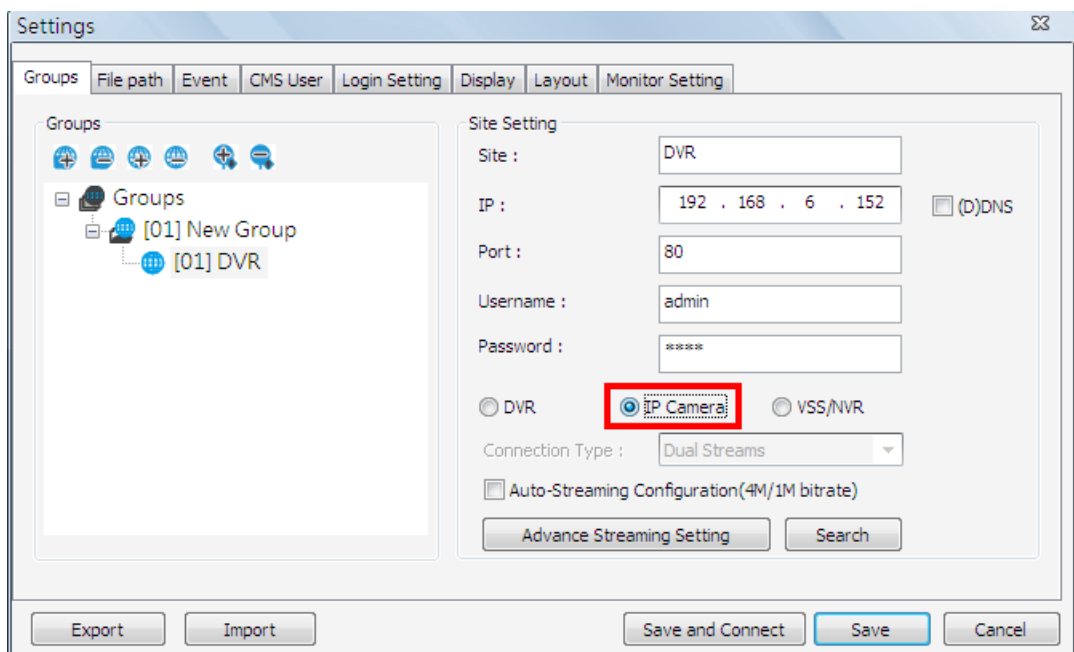 Settings
Groups File path Event CMS User Login Setting Display Layout Monitor Setting
Groups
Groups
[01] New Group
[01] DVR
Site Setting
Site : DVR
IP : 192 . 168 . 6 . 152 (D)DNS
Port : 80
Username : admin
Password : ****
DVR IP Camera VSS/NVR
Connection Type : Dual Streams
Auto-Streaming Configuration(4M/1M bitrate)
Advance Streaming Setting Search
Export Import Save and Connect Save Cancel